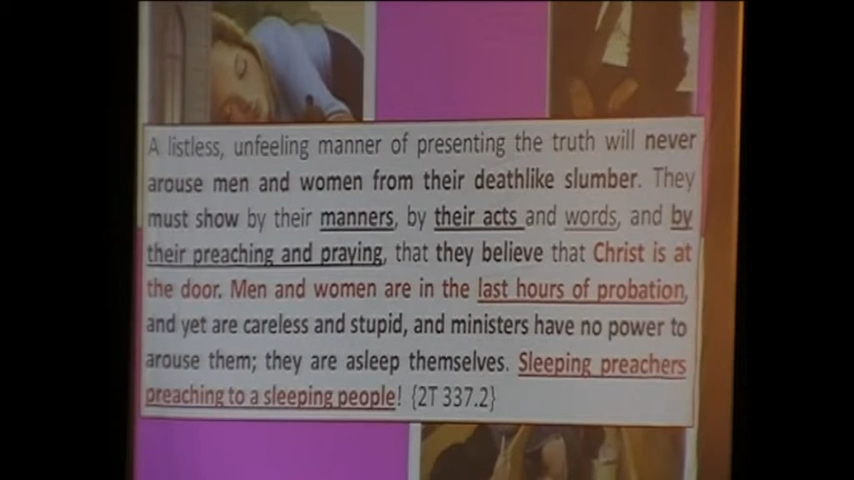 A listless, unfeeling manner of presenting the truth will never
arouse men and women from their deathlike slumber. They
must show by their manners, by their acts and words, and by
their preaching and praying, that they believe that Christ is at
the door. Men and women are in the last hours of probation,
and yet are careless and stupid, and ministers have no power to
arouse them; they are asleep themselves. Sleeping preachers
preaching to a sleeping people! {2T 337.2}